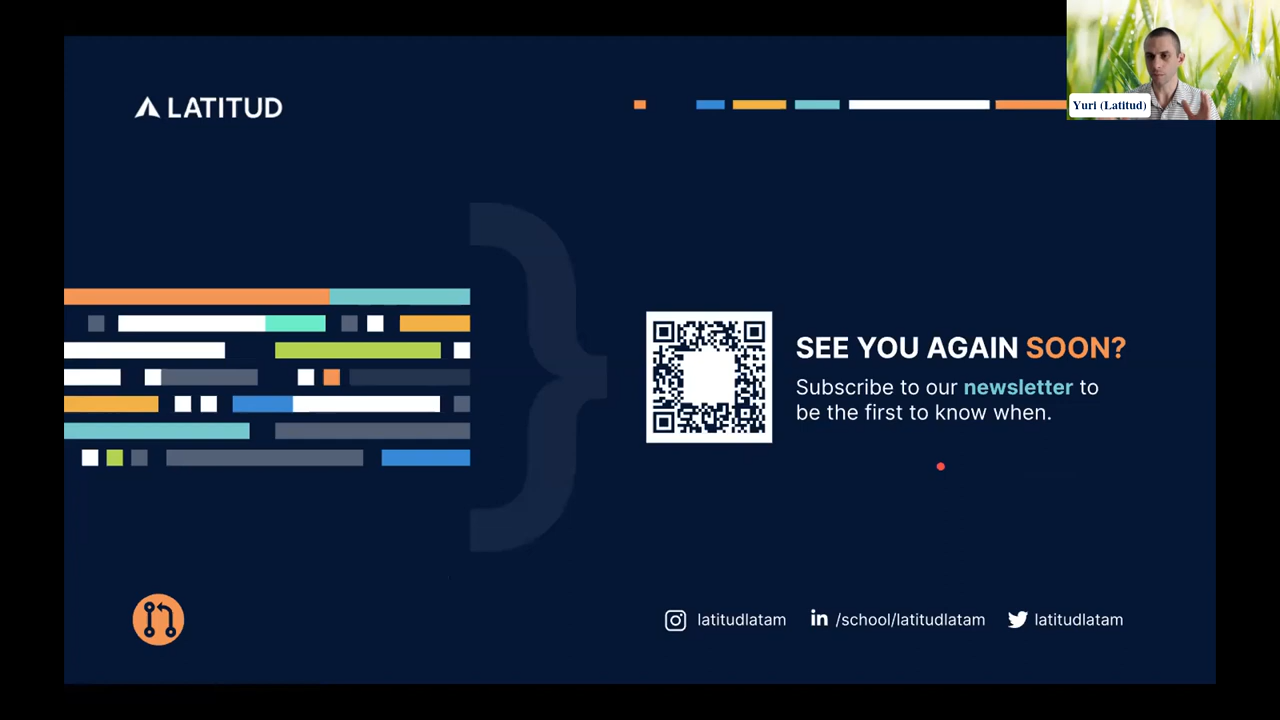 LATITUD
Yuri (Latitud)
SEE YOU AGAIN SOON?
Subscribe to our newsletter to
be the first to know when.
latitudlatam
in /school/latitudlatam
latitudlatam